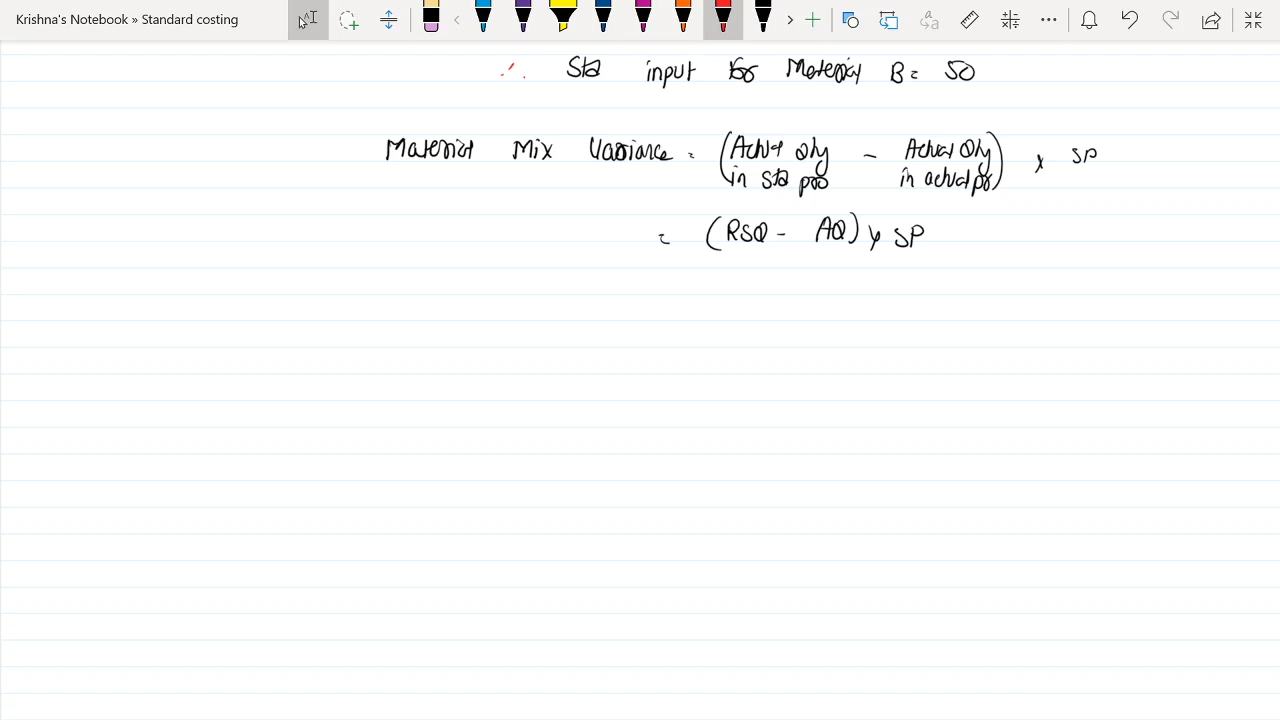 Krishna's Notebook » Standard costing
∴ Std input for Material B = 50
Material Mix Variance = (Actual Qty in Std pro - Actual Qty in actual pro) x SP
= (RSQ - AQ) x SP